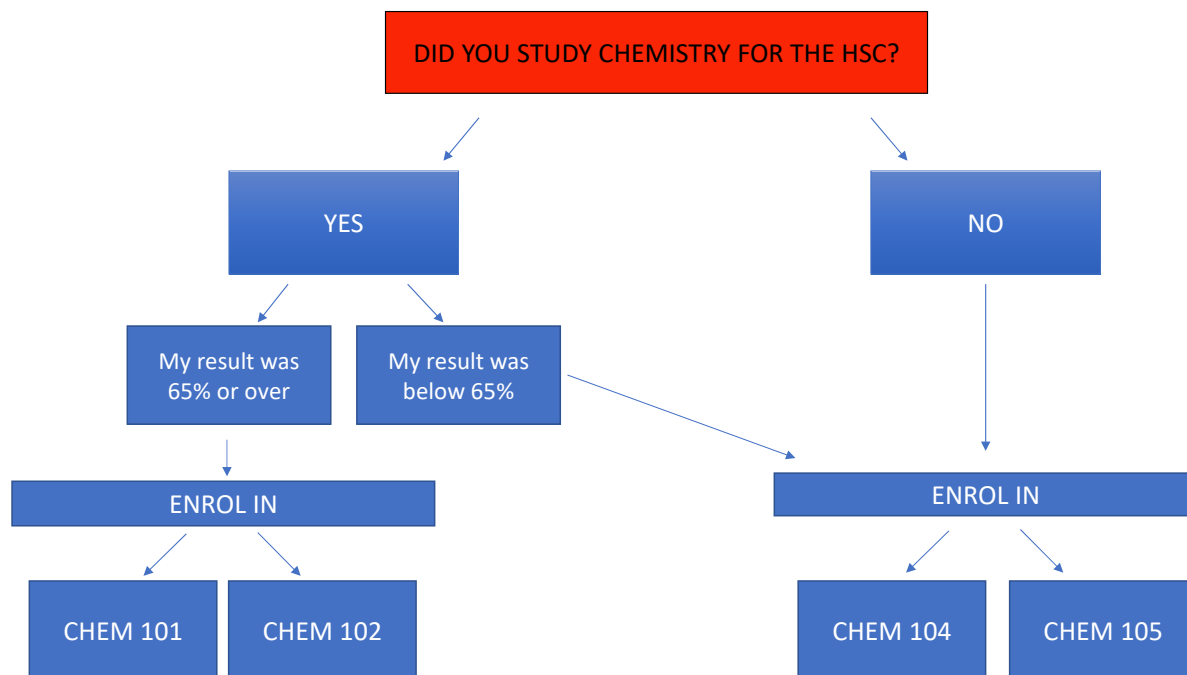 DID YOU STUDY CHEMISTRY FOR THE HSC?
YES
NO
My result was
65% or over
My result was
below 65%
ENROL IN
ENROL IN
CHEM 101
CHEM 102
CHEM 104
CHEM 105